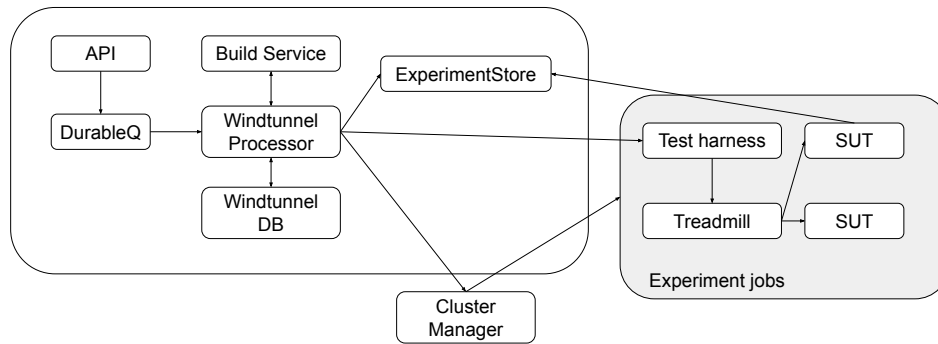 API
Build Service
ExperimentStore
DurableQ
Windtunnel
Processor
Test harness
SUT
Windtunnel
DB
Treadmill
SUT
Experiment jobs
Cluster
Manager